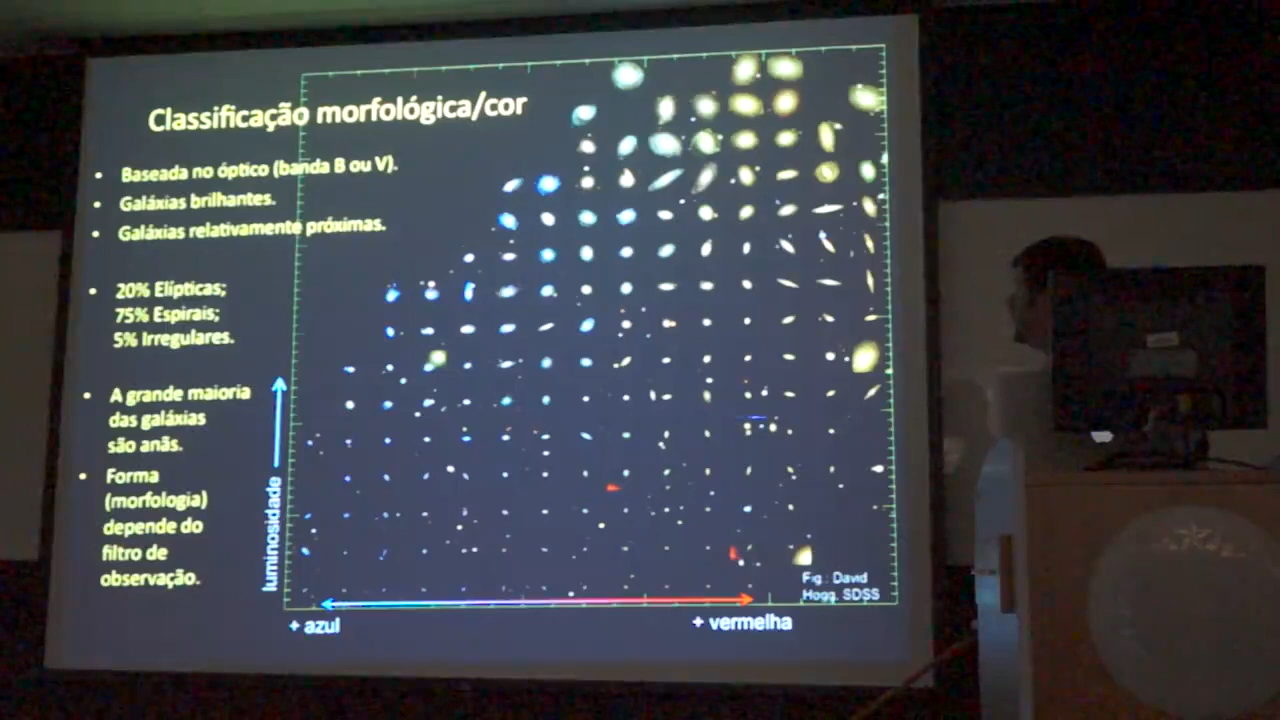 Classificação morfológica/cor
• Baseada no óptico (banda B ou V).
• Galáxias brilhantes.
• Galáxias relativamente próximas.
• 20% Elípticas;
75% Espirais;
5% Irregulares.
• A grande maioria
das galáxias
são anãs.
• Forma
(morfologia)
depende do
filtro de
observação.
luminosidade
Fig.: David
Hogg, SDSS
+ azul
+ vermelha